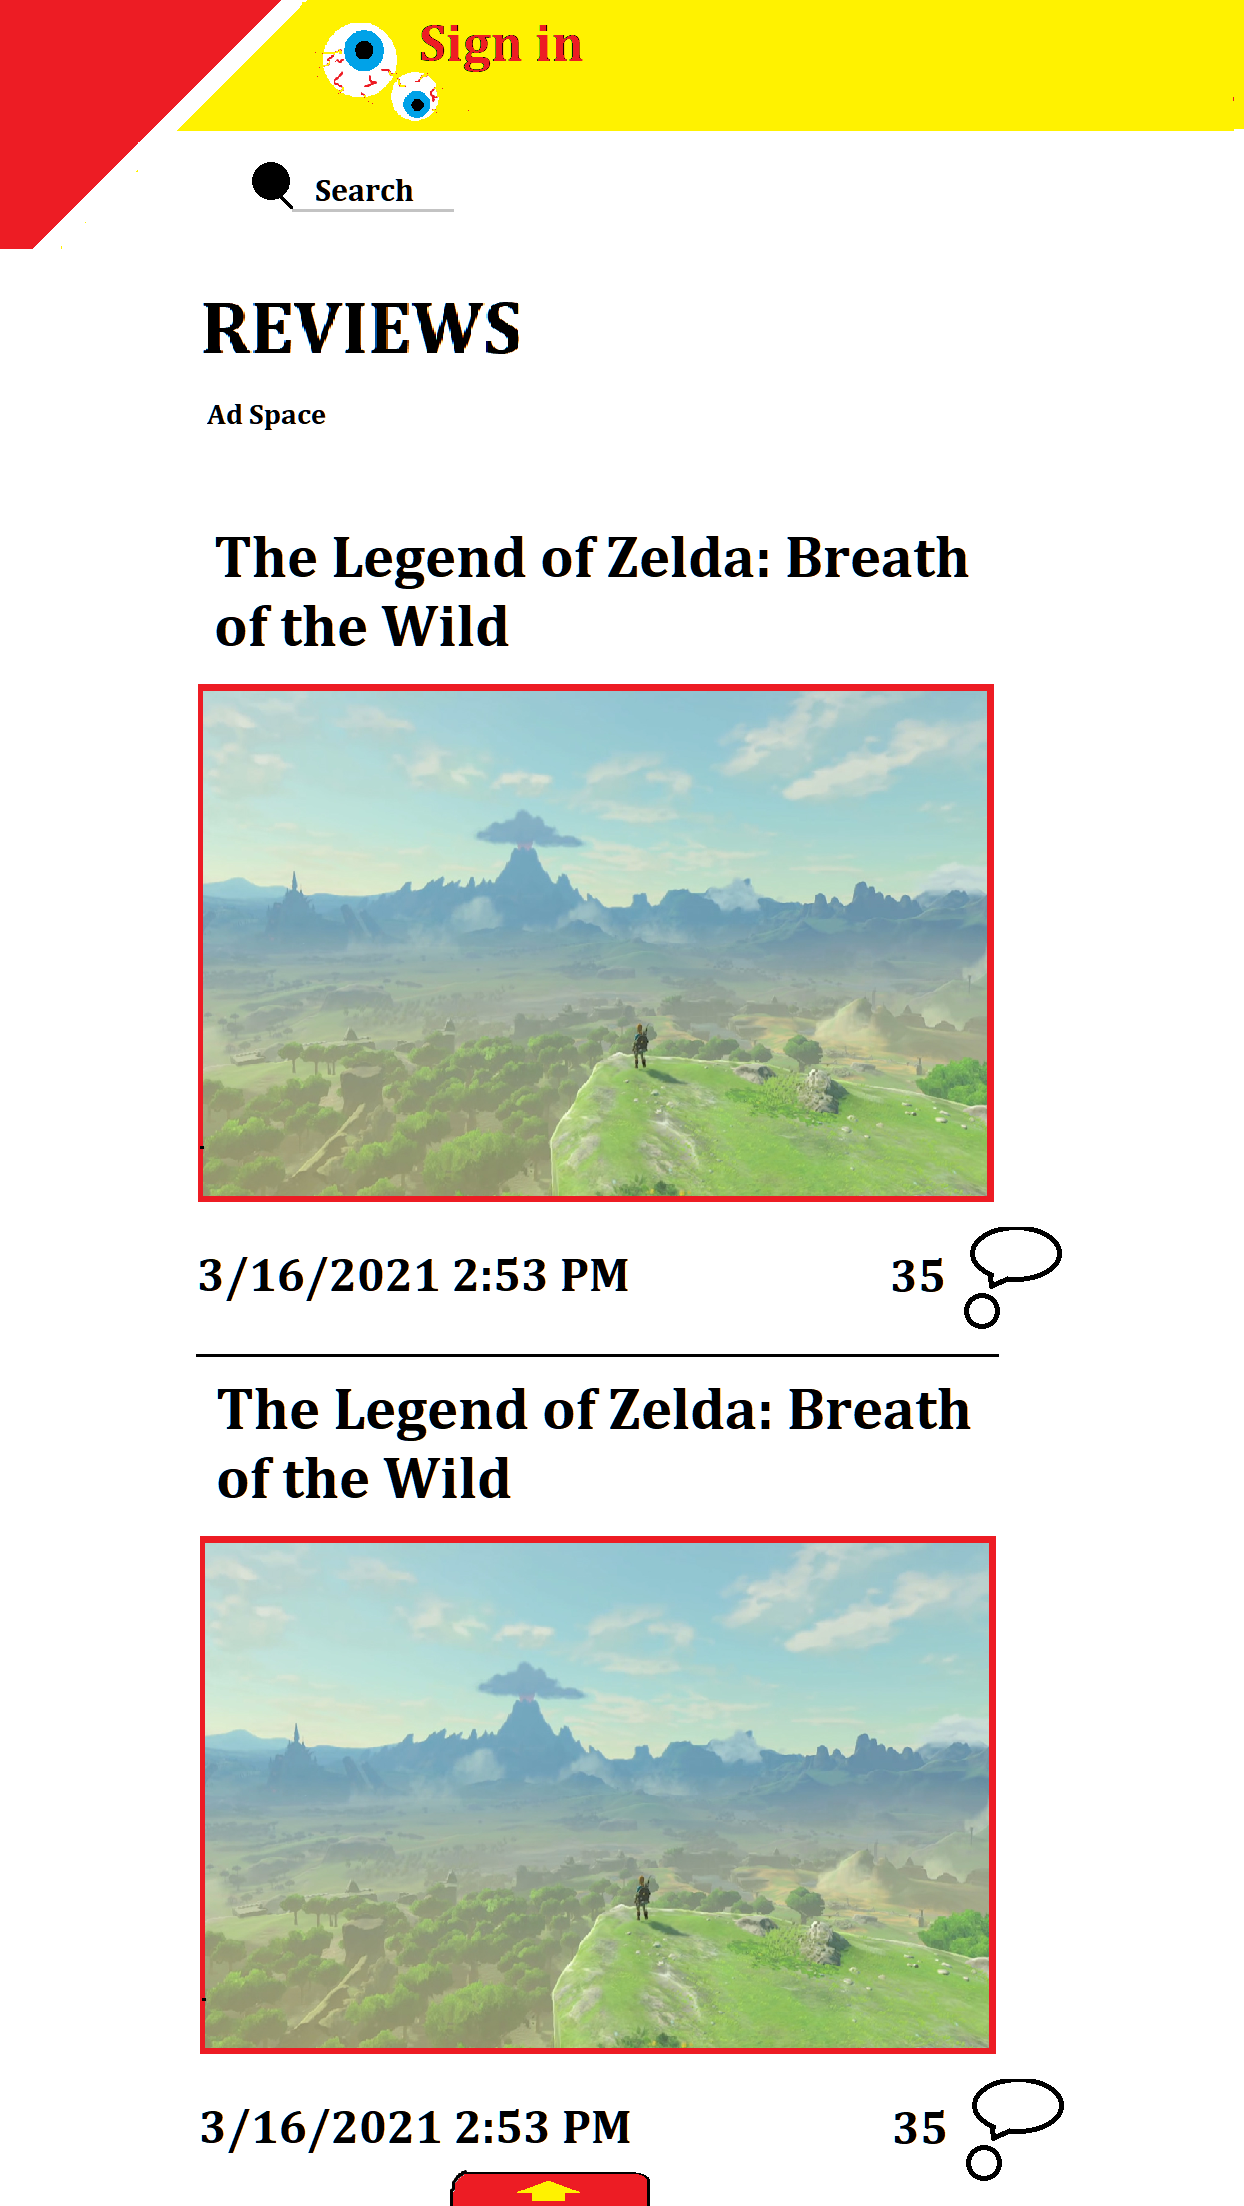 Sign in
Search
REVIEWS
Ad Space
The Legend of Zelda: Breath
of the Wild
3/16/2021 2:53 PM
35
The Legend of Zelda: Breath
of the Wild
3/16/2021 2:53 PM
35